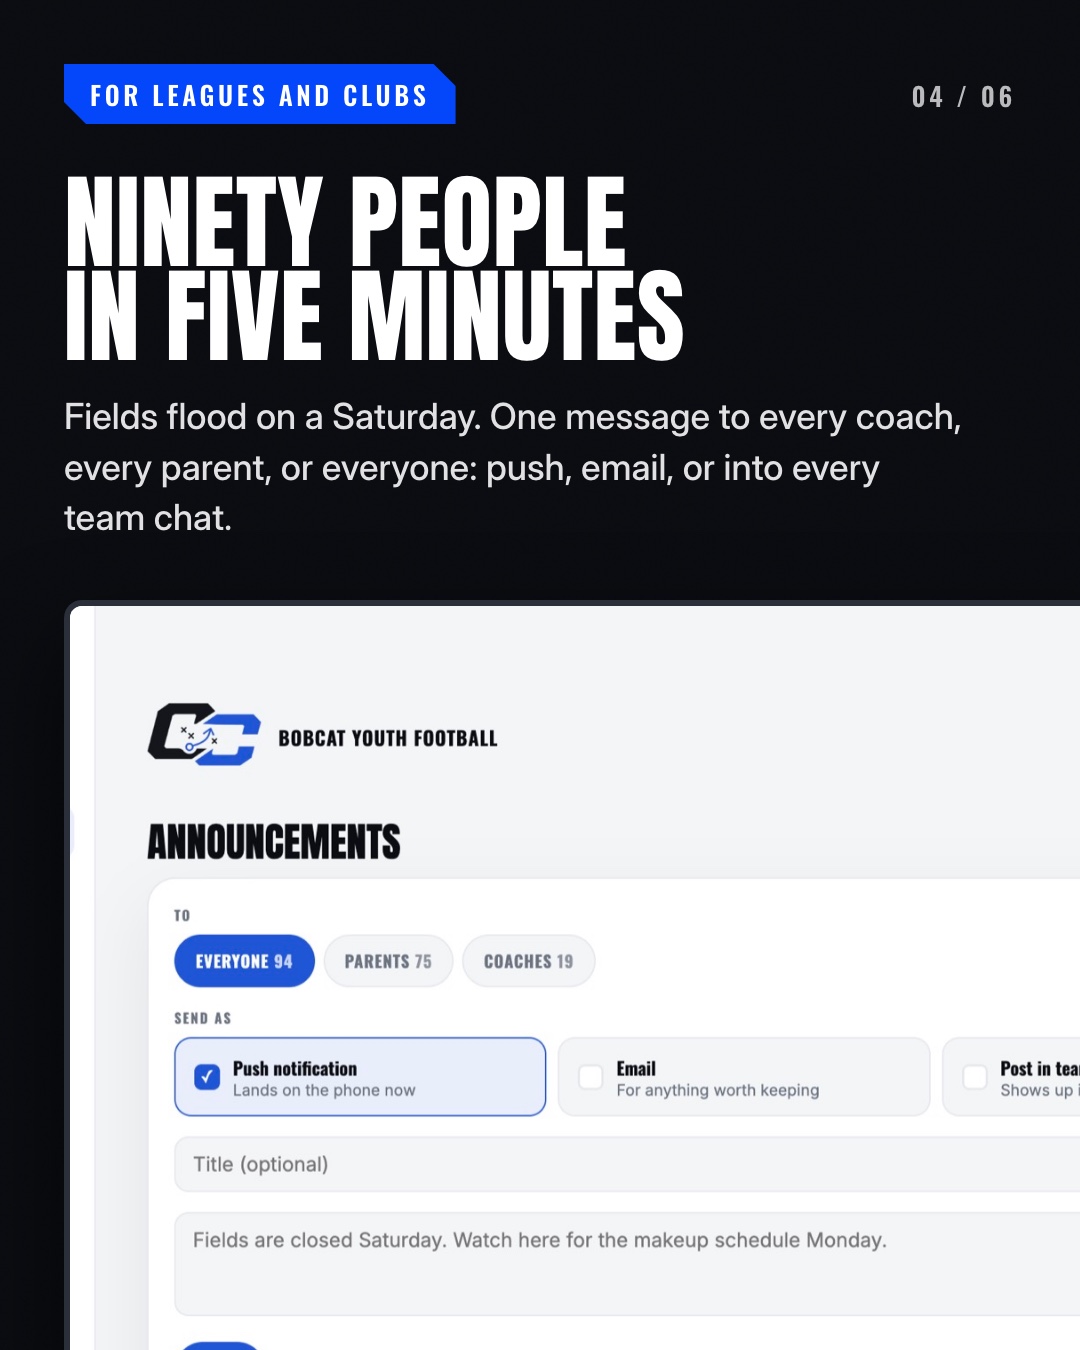 FOR LEAGUES AND CLUBS
04 / 06
NINETY PEOPLE
IN FIVE MINUTES
Fields flood on a Saturday. One message to every coach,
every parent, or everyone: push, email, or into every
team chat.
BOBCAT YOUTH FOOTBALL
ANNOUNCEMENTS
TO
EVERYONE 94
PARENTS 75
COACHES 19
SEND AS
Push notification
Lands on the phone now
Email
For anything worth keeping
Post in
Shows up
Title (optional)
Fields are closed Saturday. Watch here for the makeup schedule Monday.